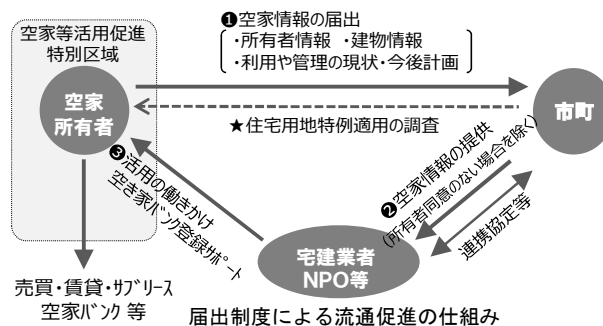 ❶空家情報の届出
・所有者情報 ・建物情報
・利用や管理の現状・今後計画
空家等活用促進
特別区域
空家
所有者
市町
★住宅用地特例適用の調査
❷空家情報の提供
(所有者同意のない場合を除く)
連携協定等
❸活用の働きかけ
空き家バンク登録サポート
宅建業者
NPO等
売買・賃貸・サブリース
空家バンク 等
届出制度による流通促進の仕組み